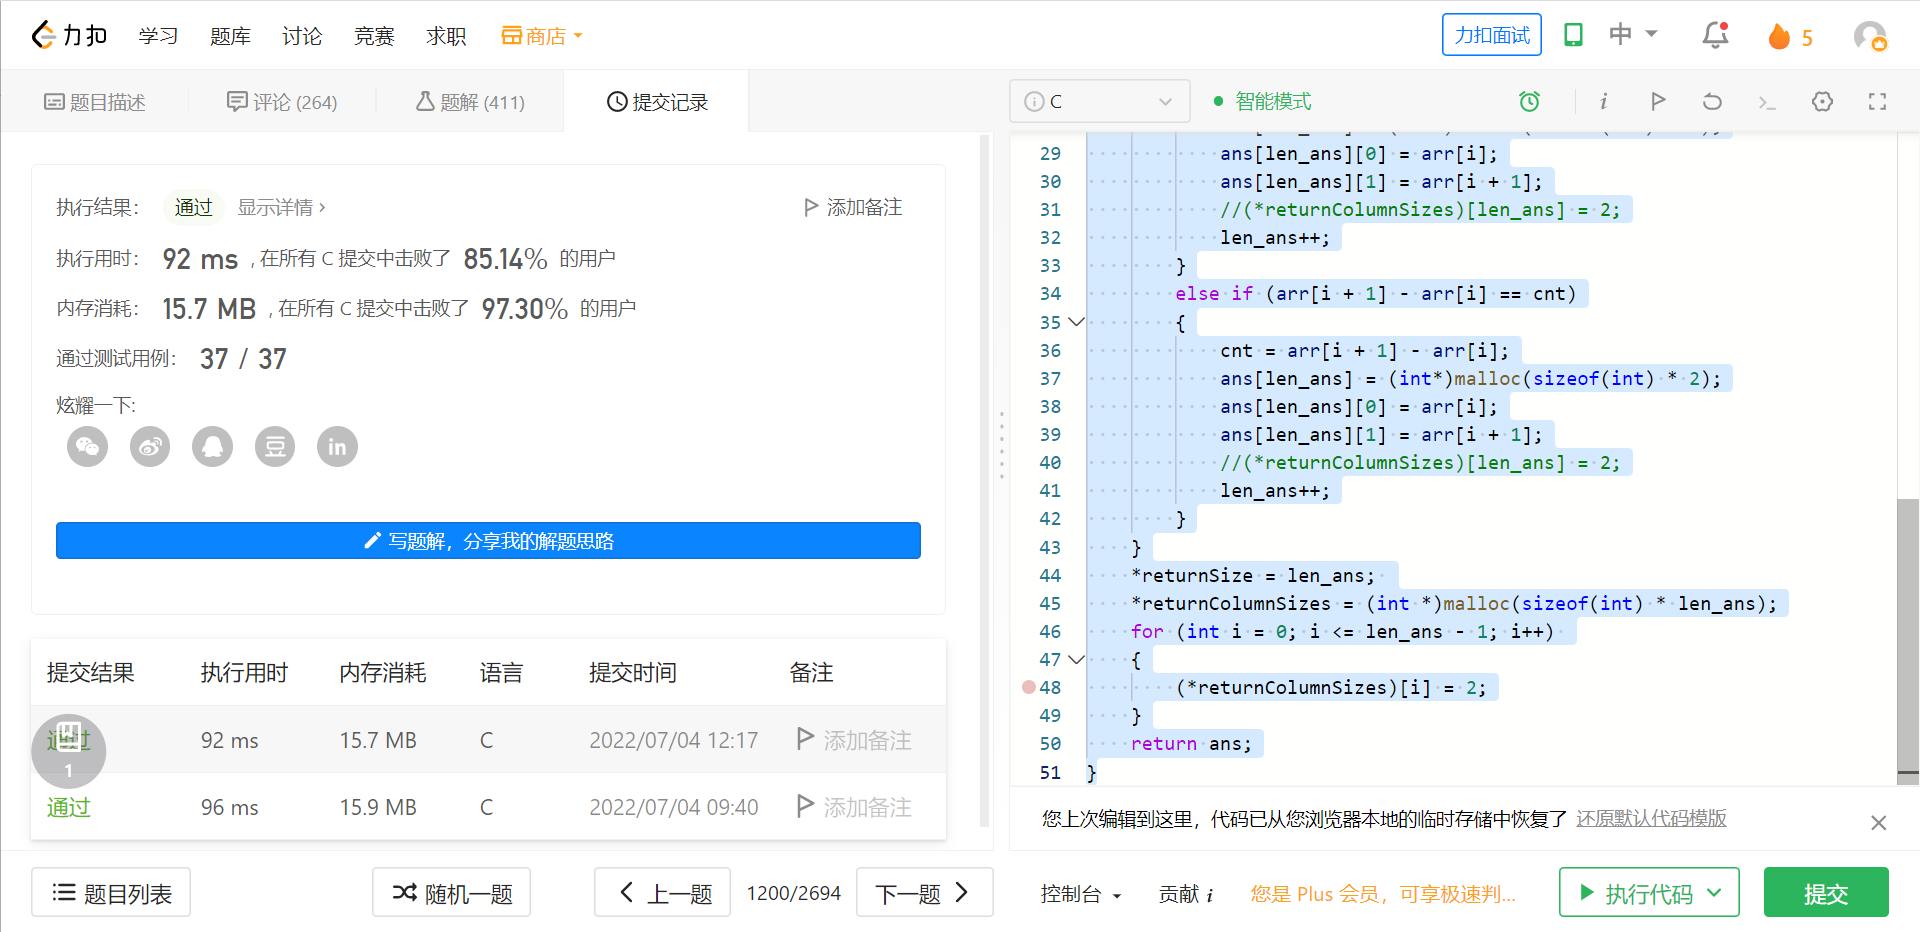 力扣 学习 题库 讨论 竞赛 求职 商店 力扣面试 中 5
题目描述 评论 (264) 题解 (411) 提交记录
执行结果： 通过 显示详情 › 添加备注
执行用时： 92 ms , 在所有 C 提交中击败了 85.14% 的用户
内存消耗： 15.7 MB , 在所有 C 提交中击败了 97.30% 的用户
通过测试用例： 37 / 37
炫耀一下:
豆 in
写题解，分享我的解题思路
提交结果 执行用时 内存消耗 语言 提交时间 备注
通过 92 ms 15.7 MB C 2022/07/04 12:17 添加备注
1
通过 96 ms 15.9 MB C 2022/07/04 09:40 添加备注
题目列表 随机一题 上一题 1200/2694 下一题
C 智能模式 i
29 ans[len_ans][0] = arr[i];
30 ans[len_ans][1] = arr[i + 1];
31 //(*returnColumnSizes)[len_ans] = 2;
32 len_ans++;
33 }
34 else if (arr[i + 1] - arr[i] == cnt)
35 {
36 cnt = arr[i + 1] - arr[i];
37 ans[len_ans] = (int*)malloc(sizeof(int) * 2);
38 ans[len_ans][0] = arr[i];
39 ans[len_ans][1] = arr[i + 1];
40 //(*returnColumnSizes)[len_ans] = 2;
41 len_ans++;
42 }
43 }
44 *returnSize = len_ans;
45 *returnColumnSizes = (int *)malloc(sizeof(int) * len_ans);
46 for (int i = 0; i <= len_ans - 1; i++)
47 {
48 (*returnColumnSizes)[i] = 2;
49 }
50 return ans;
51 }
您上次编辑到这里，代码已从您浏览器本地的临时存储中恢复了 还原默认代码模版
控制台 贡献 i 您是 Plus 会员，可享极速判... 执行代码 提交